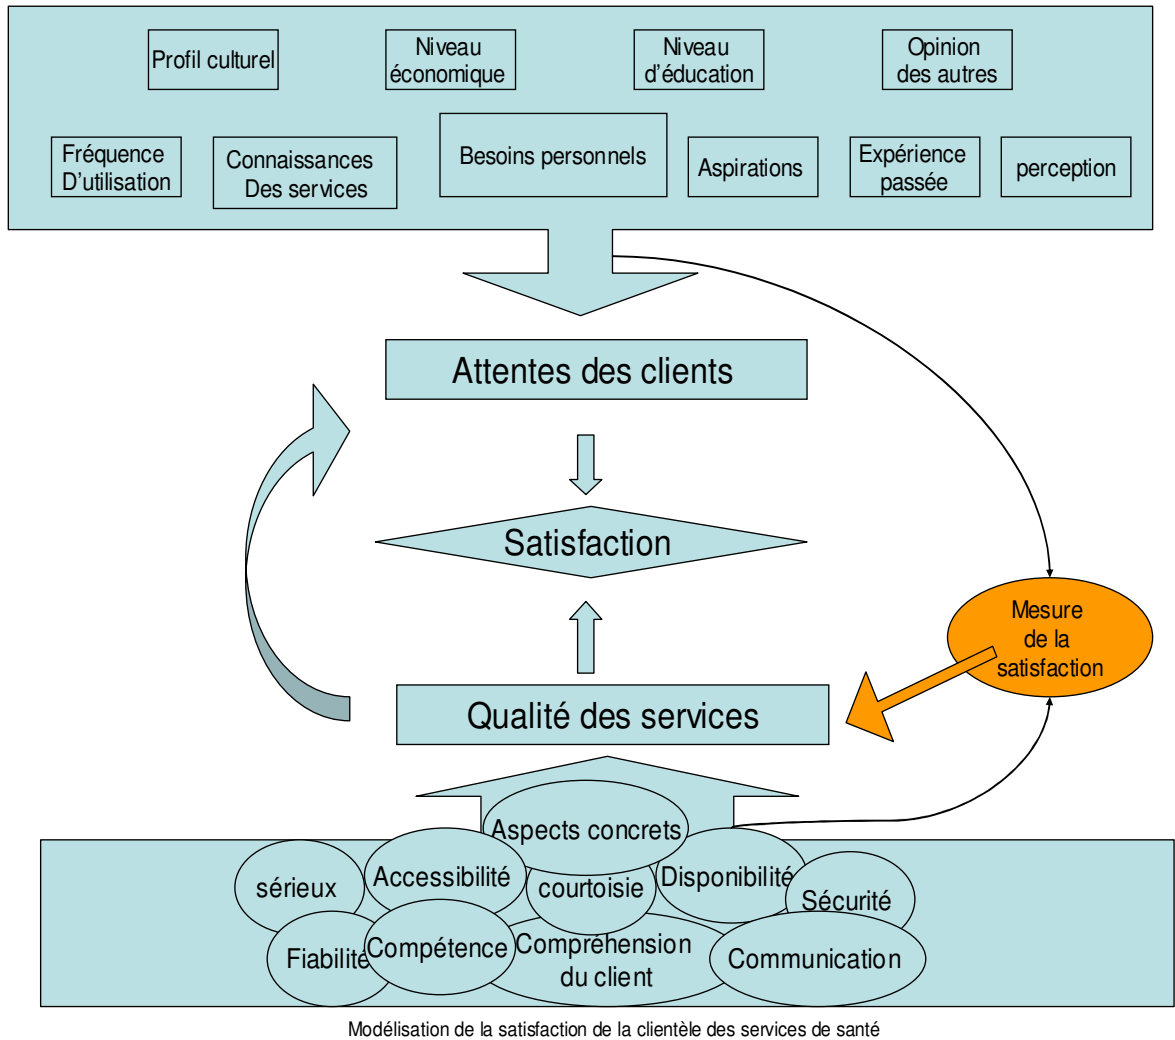 Profil culturel
Niveau
économique
Niveau
d'éducation
Opinion
des autres
Fréquence
D'utilisation
Connaissances
Des services
Besoins personnels
Aspirations
Expérience
passée
perception
Attentes des clients
Satisfaction
Mesure
de la
satisfaction
Qualité des services
Aspects concrets
sérieux
Accessibilité
courtoisie
Disponibilité
Sécurité
Fiabilité
Compétence
Compréhension
du client
Communication
Modélisation de la satisfaction de la clientèle des services de santé